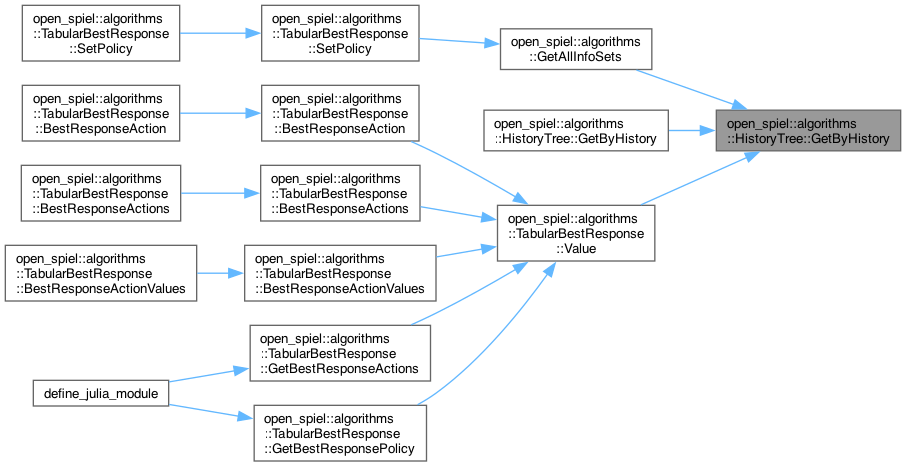 open_spiel::algorithms
::TabularBestResponse
::SetPolicy
open_spiel::algorithms
::TabularBestResponse
::SetPolicy
open_spiel::algorithms
::GetAllInfoSets
open_spiel::algorithms
::TabularBestResponse
::BestResponseAction
open_spiel::algorithms
::TabularBestResponse
::BestResponseAction
open_spiel::algorithms
::HistoryTree::GetByHistory
open_spiel::algorithms
::HistoryTree::GetByHistory
open_spiel::algorithms
::TabularBestResponse
::BestResponseActions
open_spiel::algorithms
::TabularBestResponse
::BestResponseActions
open_spiel::algorithms
::TabularBestResponse
::Value
open_spiel::algorithms
::TabularBestResponse
::BestResponseActionValues
open_spiel::algorithms
::TabularBestResponse
::BestResponseActionValues
open_spiel::algorithms
::TabularBestResponse
::GetBestResponseActions
define_julia_module
open_spiel::algorithms
::TabularBestResponse
::GetBestResponsePolicy